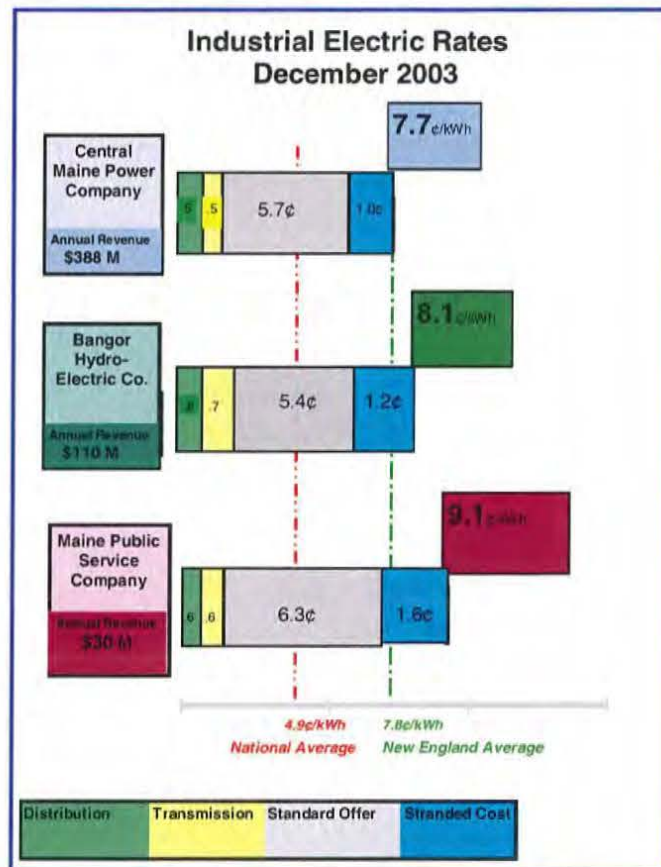 Industrial Electric Rates
December 2003
7.7¢/kWh
Central
Maine Power
Company
Annual Revenue
$388 M
.5 .5 5.7¢ 1.0¢
8.1¢/kWh
Bangor
Hydro-
Electric Co.
Annual Revenue
$110 M
.8 .7 5.4¢ 1.2¢
9.1¢/kWh
Maine Public
Service
Company
Annual Revenue
$30 M
.6 .6 6.3¢ 1.6¢
4.9¢/kWh 7.8¢/kWh
National Average New England Average
Distribution Transmission Standard Offer Stranded Cost